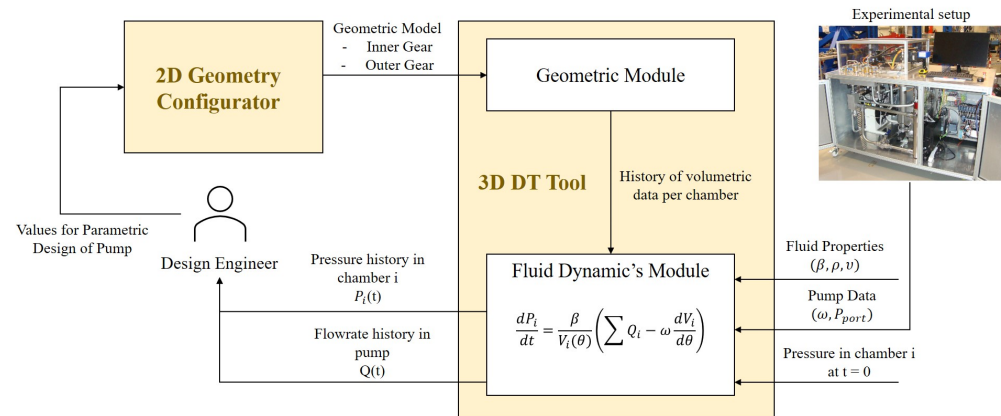 Experimental setup
Geometric Model
- Inner Gear
- Outer Gear
2D Geometry
Configurator
Geometric Module
3D DT Tool
History of volumetric
data per chamber
Values for Parametric
Design of Pump
Design Engineer
Pressure history in
chamber i
P_i(t)
Flowrate history in
pump
Q(t)
Fluid Dynamic's Module
dP_i/dt = β/V_i(θ) (∑ Q_i − ω dV_i/dθ)
Fluid Properties
(β, ρ, υ)
Pump Data
(ω, P_port)
Pressure in chamber i
at t = 0